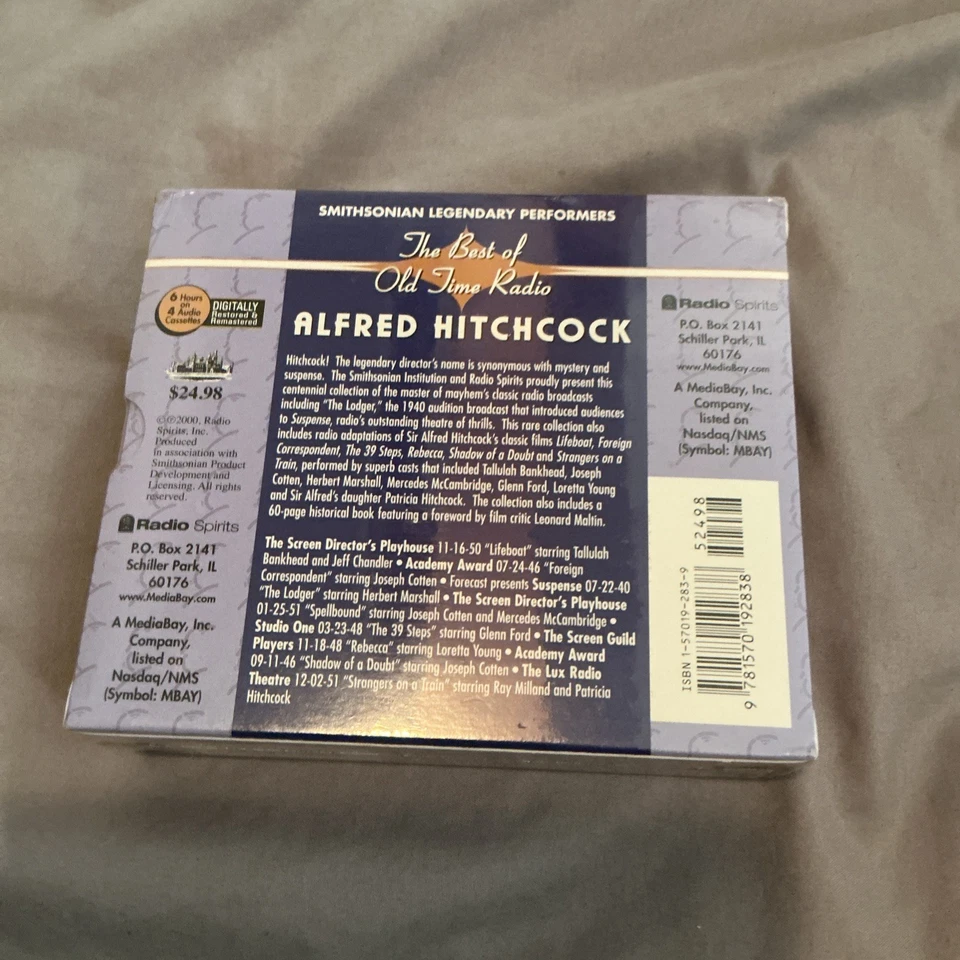 SMITHSONIAN LEGENDARY PERFORMERS
The Best of
Old Time Radio
ALFRED HITCHCOCK
6 Hours
on
4 Audio
Cassettes
DIGITALLY
Restored &
Remastered
$24.98
©℗2000, Radio
Spirits, Inc.
Produced
in association with
Smithsonian Product
Development and
Licensing. All rights
reserved.
Radio Spirits
P.O. Box 2141
Schiller Park, IL
60176
www.MediaBay.com
A MediaBay, Inc.
Company,
listed on
Nasdaq/NMS
(Symbol: MBAY)
Hitchcock! The legendary director's name is synonymous with mystery and
suspense. The Smithsonian Institution and Radio Spirits proudly present this
centennial collection of the master of mayhem's classic radio broadcasts
including "The Lodger," the 1940 audition broadcast that introduced audiences
to Suspense, radio's outstanding theatre of thrills. This rare collection also
includes radio adaptations of Sir Alfred Hitchcock's classic films Lifeboat, Foreign
Correspondent, The 39 Steps, Rebecca, Shadow of a Doubt and Strangers on a
Train, performed by superb casts that included Tallulah Bankhead, Joseph
Cotten, Herbert Marshall, Mercedes McCambridge, Glenn Ford, Loretta Young
and Sir Alfred's daughter Patricia Hitchcock. The collection also includes a
60-page historical book featuring a foreword by film critic Leonard Maltin.
The Screen Director's Playhouse 11-16-50 "Lifeboat" starring Tallulah
Bankhead and Jeff Chandler • Academy Award 07-24-46 "Foreign
Correspondent" starring Joseph Cotten • Forecast presents Suspense 07-22-40
"The Lodger" starring Herbert Marshall • The Screen Director's Playhouse
01-25-51 "Spellbound" starring Joseph Cotten and Mercedes McCambridge •
Studio One 03-23-48 "The 39 Steps" starring Glenn Ford • The Screen Guild
Players 11-18-48 "Rebecca" starring Loretta Young • Academy Award
09-11-46 "Shadow of a Doubt" starring Joseph Cotten • The Lux Radio
Theatre 12-02-51 "Strangers on a Train" starring Ray Milland and Patricia
Hitchcock
Radio Spirits
P.O. Box 2141
Schiller Park, IL
60176
www.MediaBay.com
A MediaBay, Inc.
Company,
listed on
Nasdaq/NMS
(Symbol: MBAY)
52498
ISBN 1-57019-283-9
9 781570 192838